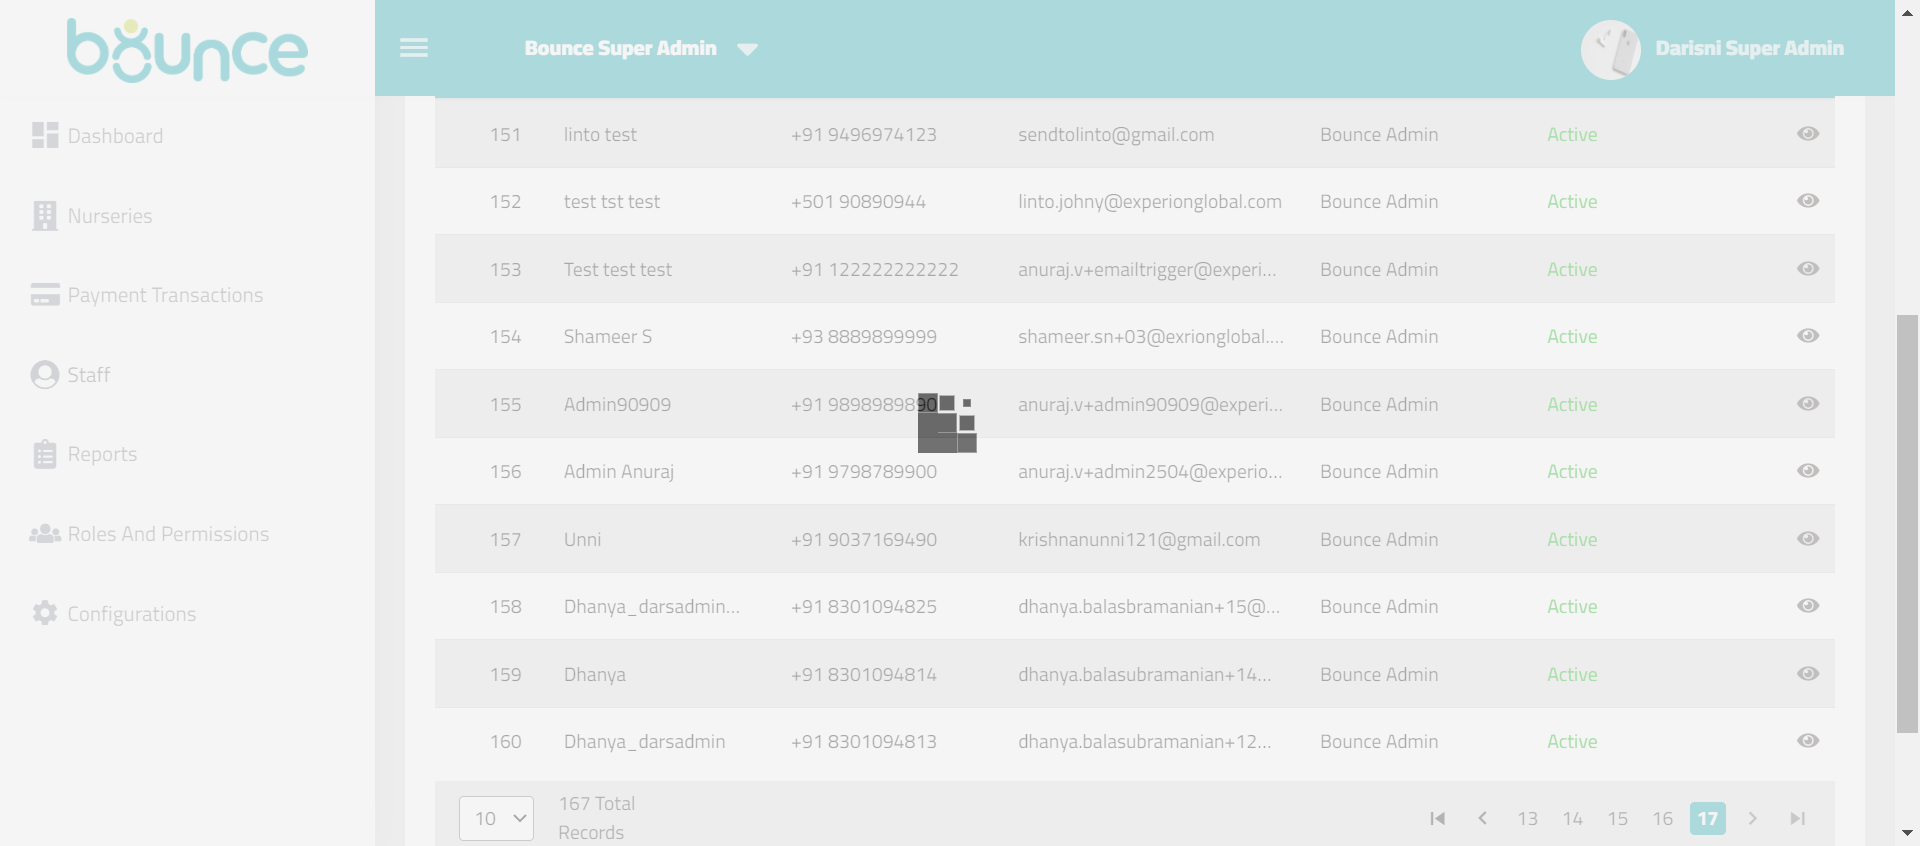 bounce
Bounce Super Admin
Darisni Super Admin
Dashboard
Nurseries
Payment Transactions
Staff
Reports
Roles And Permissions
Configurations
151 linto test +91 9496974123 sendtolinto@gmail.com Bounce Admin Active
152 test tst test +501 90890944 linto.johny@experionglobal.com Bounce Admin Active
153 Test test test +91 122222222222 anuraj.v+emailtrigger@experi... Bounce Admin Active
154 Shameer S +93 8889899999 shameer.sn+03@exrionglobal.... Bounce Admin Active
155 Admin90909 +91 9898989890 anuraj.v+admin90909@experi... Bounce Admin Active
156 Admin Anuraj +91 9798789900 anuraj.v+admin2504@experio... Bounce Admin Active
157 Unni +91 9037169490 krishnanunni121@gmail.com Bounce Admin Active
158 Dhanya_darsadmin... +91 8301094825 dhanya.balasbramanian+15@... Bounce Admin Active
159 Dhanya +91 8301094814 dhanya.balasubramanian+14... Bounce Admin Active
160 Dhanya_darsadmin +91 8301094813 dhanya.balasubramanian+12... Bounce Admin Active
10
167 Total
Records
13 14 15 16 17